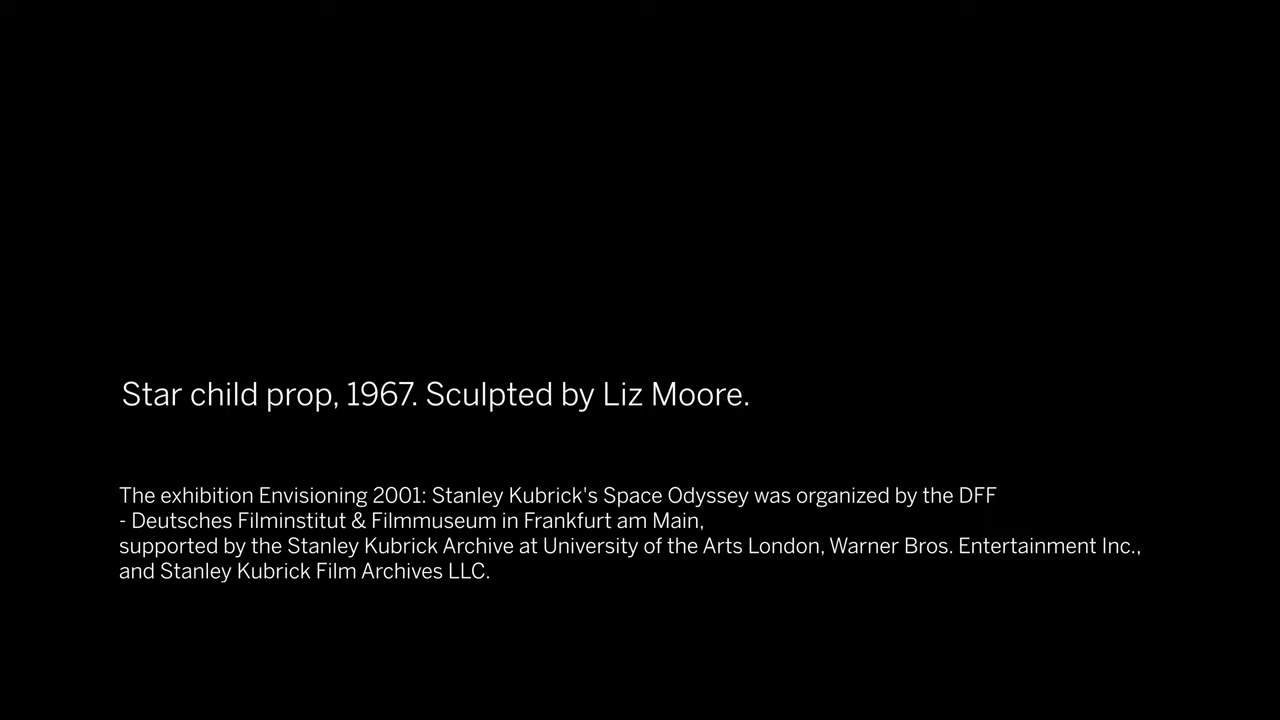 Star child prop, 1967. Sculpted by Liz Moore.
The exhibition Envisioning 2001: Stanley Kubrick's Space Odyssey was organized by the DFF
- Deutsches Filminstitut & Filmmuseum in Frankfurt am Main,
supported by the Stanley Kubrick Archive at University of the Arts London, Warner Bros. Entertainment Inc.,
and Stanley Kubrick Film Archives LLC.